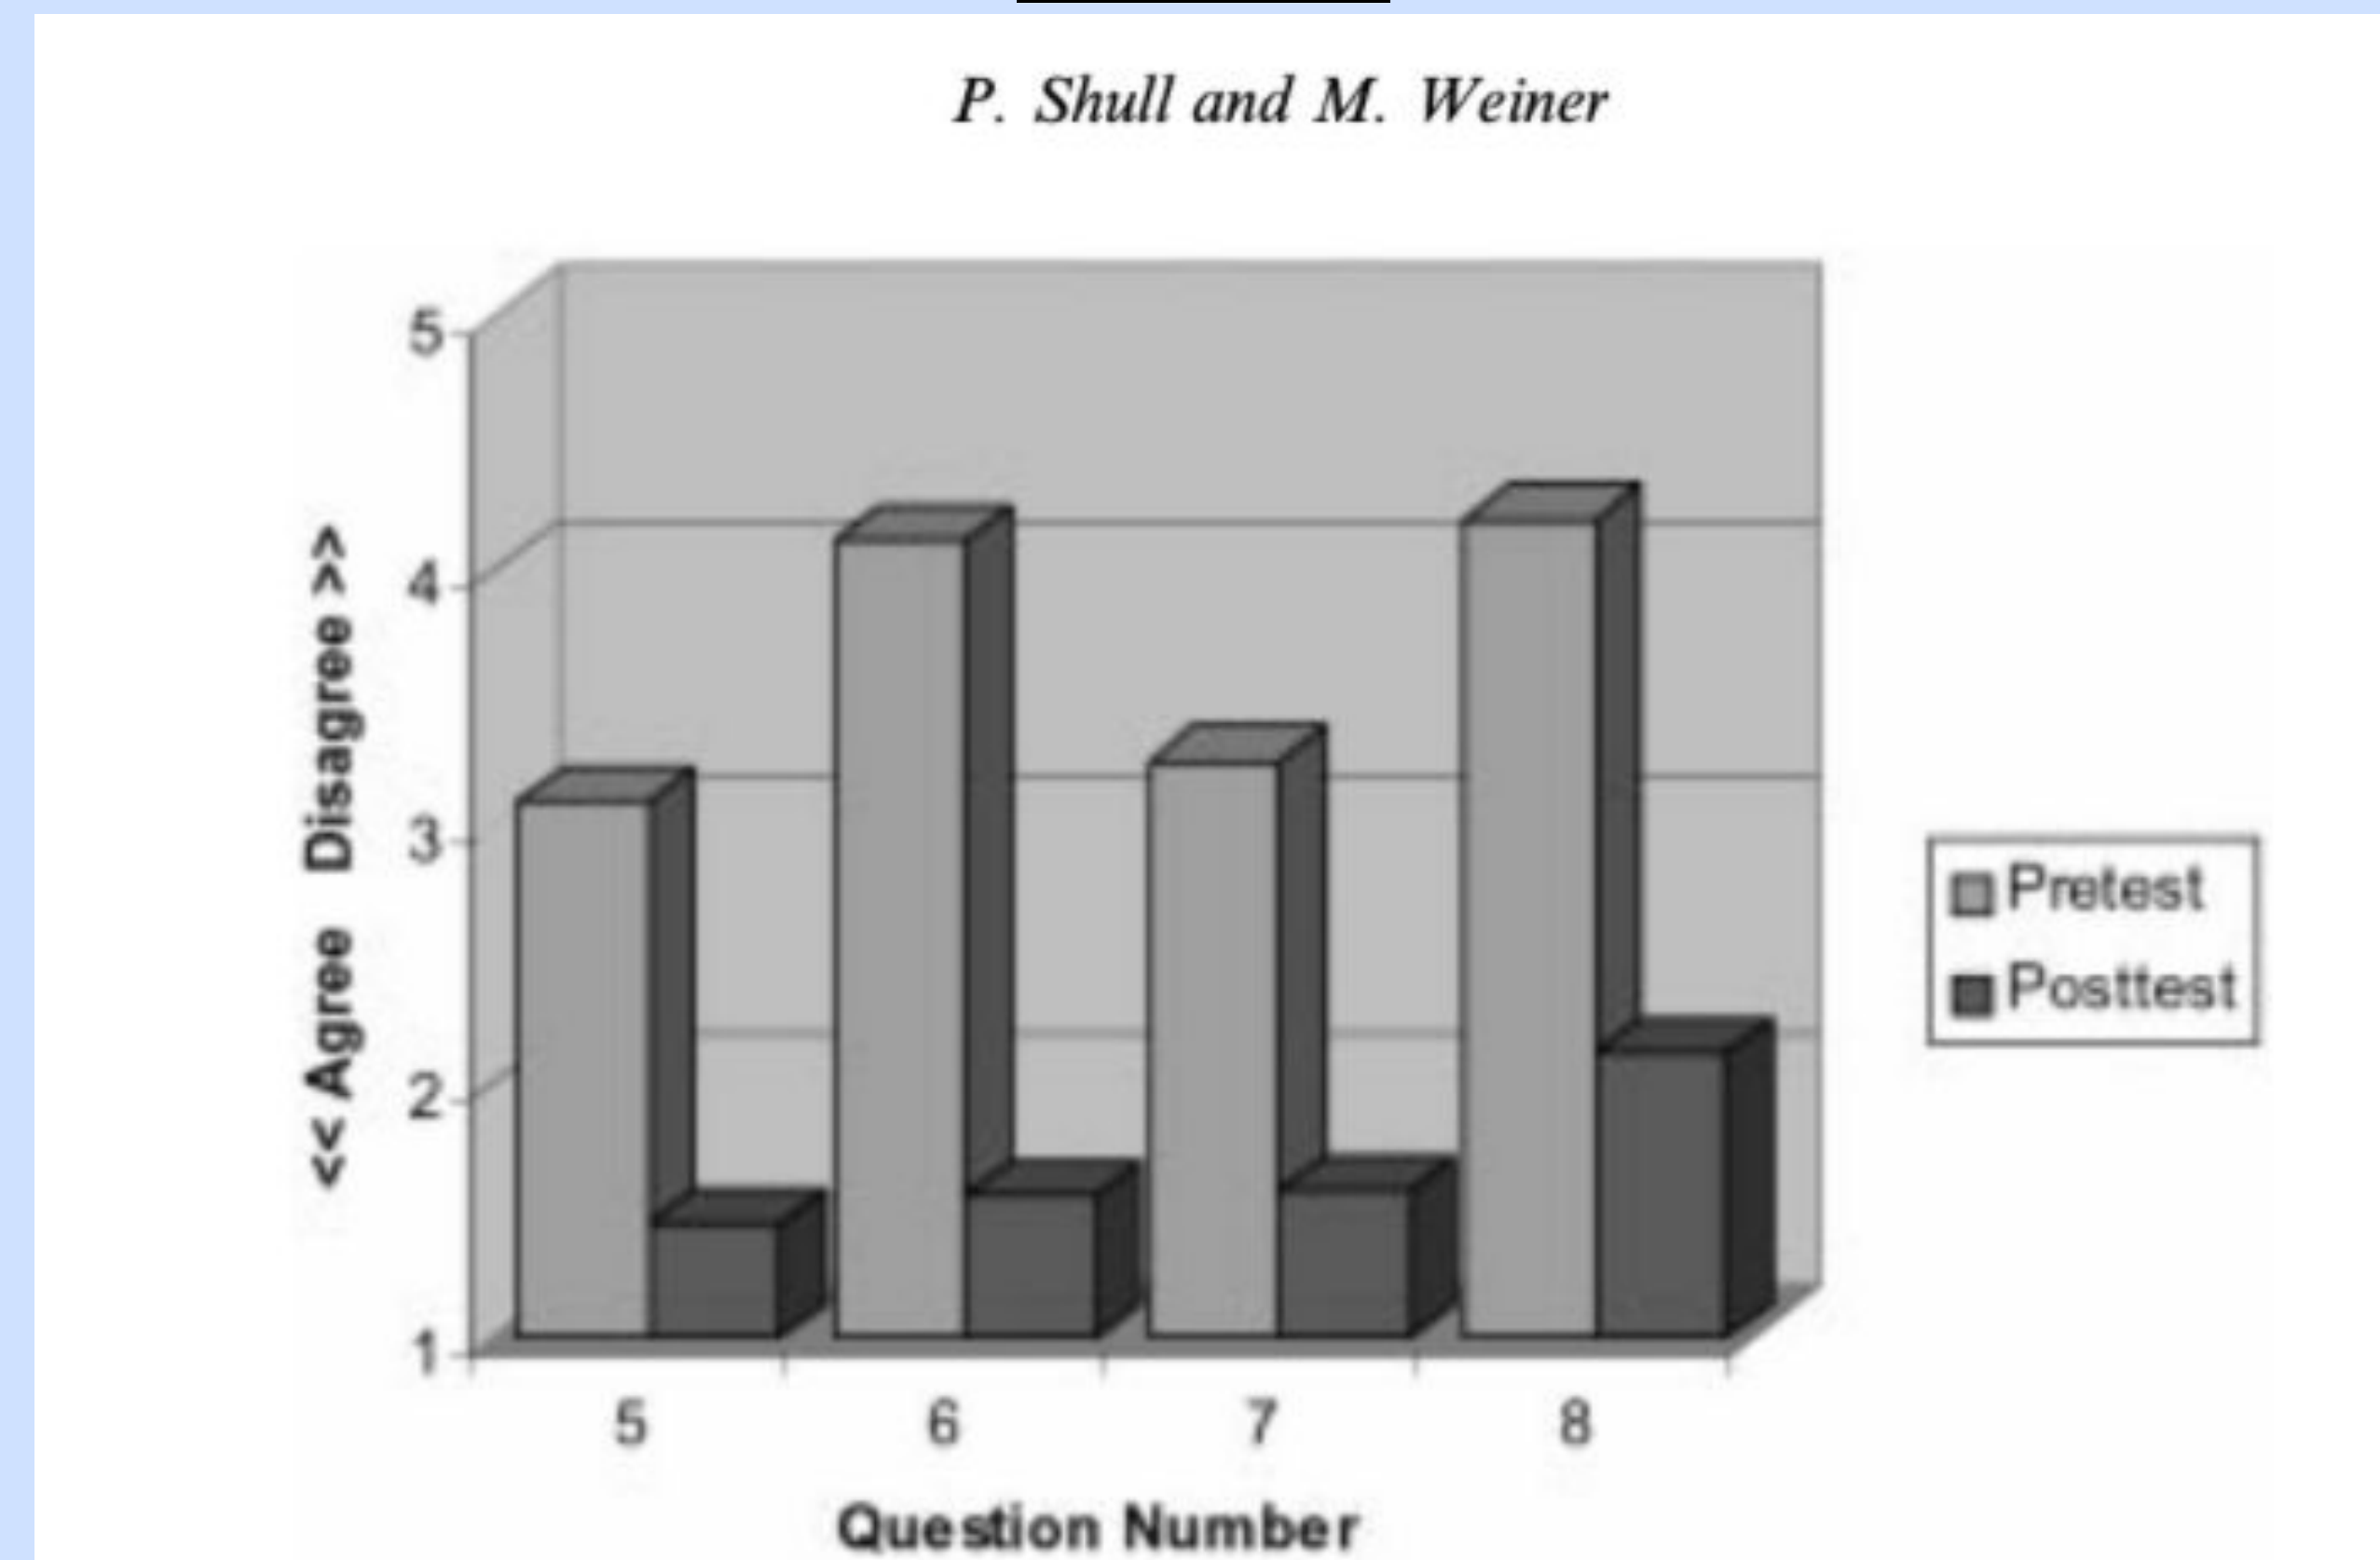 P. Shull and M. Weiner
5
4
3
2
1
<< Agree Disagree >>
Pretest
Posttest
5 6 7 8
Question Number